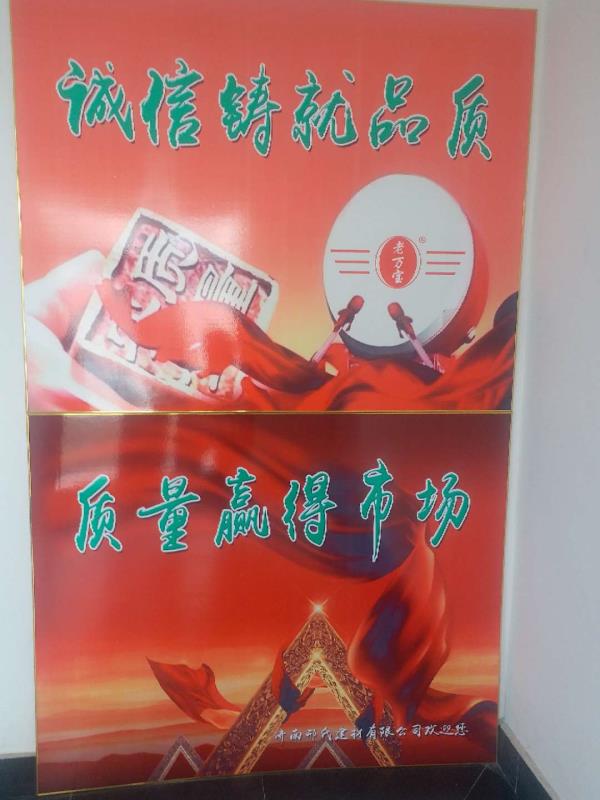 诚信铸就品质
老万宝
®
质量赢得市场
济南邢氏建材有限公司欢迎您